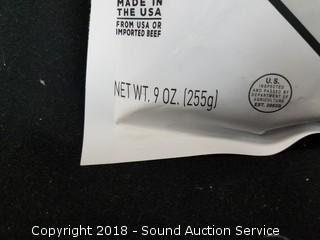 MADE IN
THE USA
FROM USA OR
IMPORTED BEEF
NET WT. 9 OZ. (255g)
U.S.
INSPECTED
AND PASSED BY
DEPARTMENT OF
AGRICULTURE
Copyright 2018 - Sound Auction Service